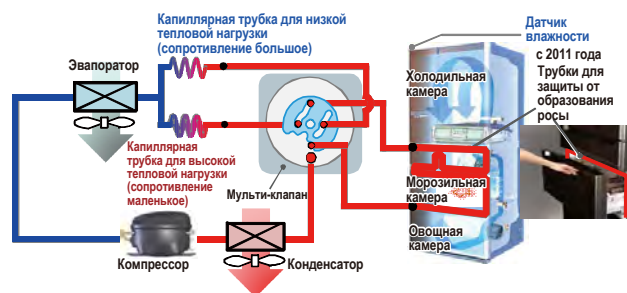 Капиллярная трубка для низкой
тепловой нагрузки
(сопротивление большое)
Эвапоратор
Капиллярная
трубка для высокой
тепловой нагрузки
(сопротивление
маленькое)
Мульти-клапан
Компрессор
Конденсатор
Датчик
влажности
с 2011 года
Трубки для
защиты от
образования
росы
Холодильная
камера
Морозильная
камера
Овощная
камера